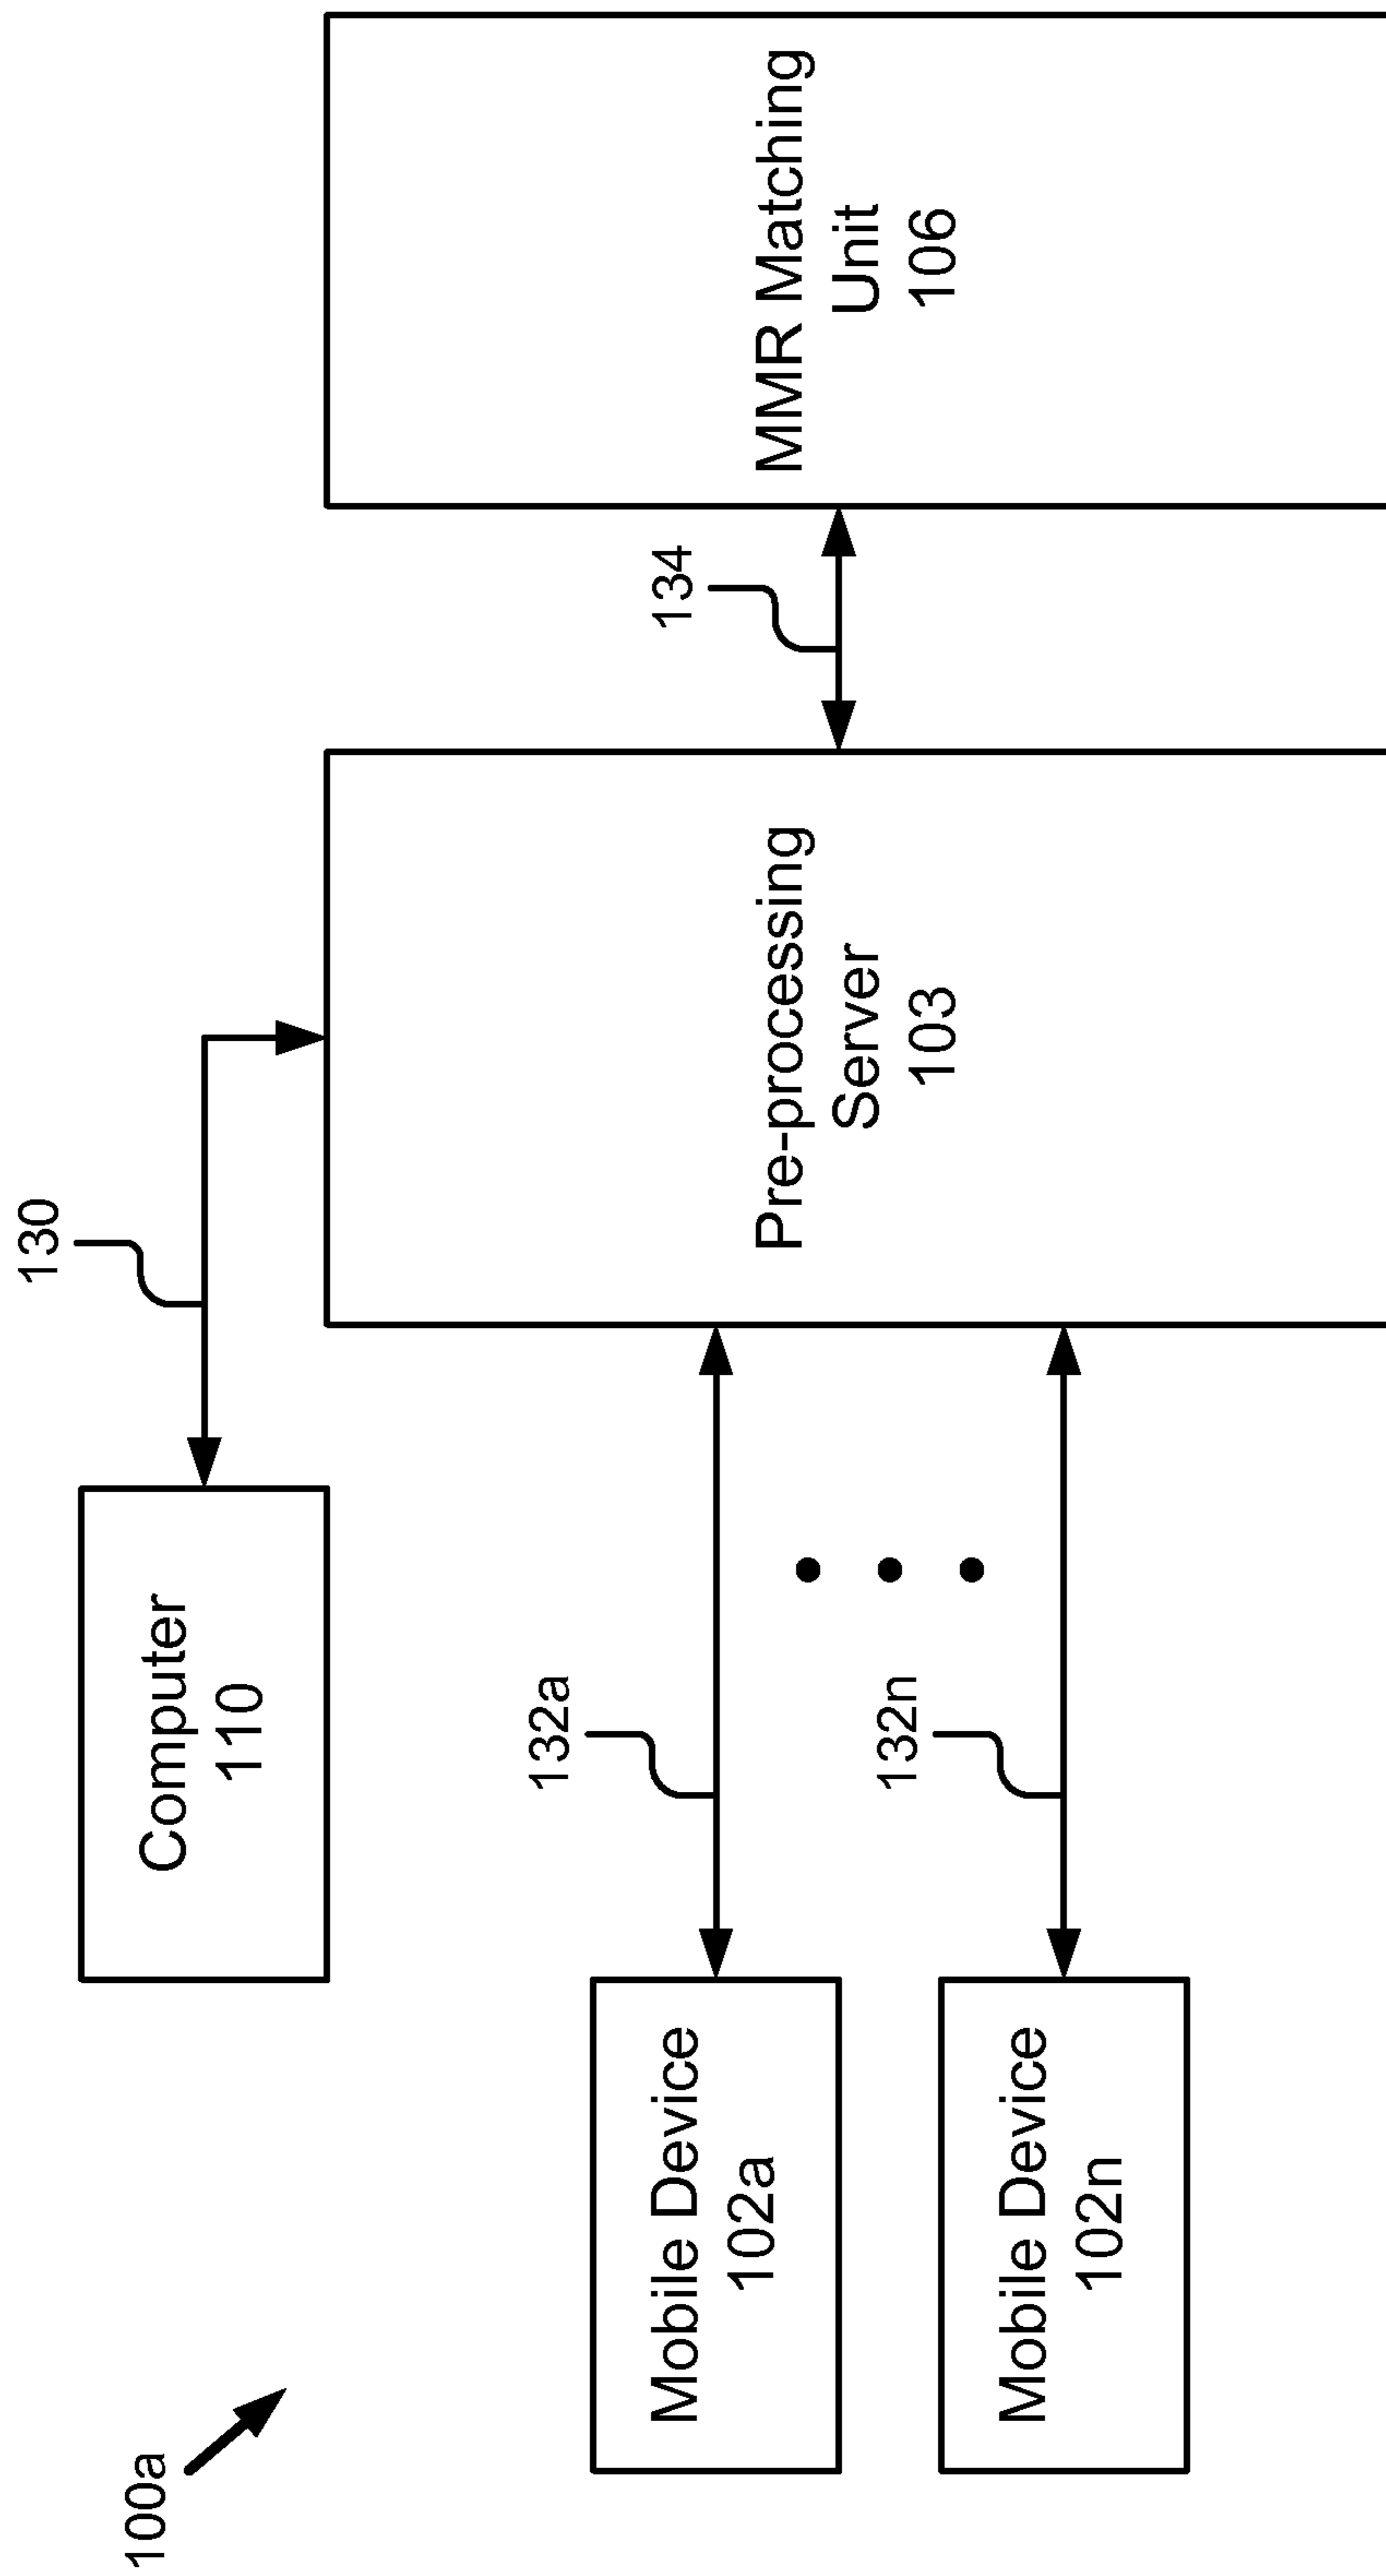 100a
130
Computer
110
132a
132n
Mobile Device
102a
Mobile Device
102n
Pre-processing
Server
103
134
MMR Matching
Unit
106